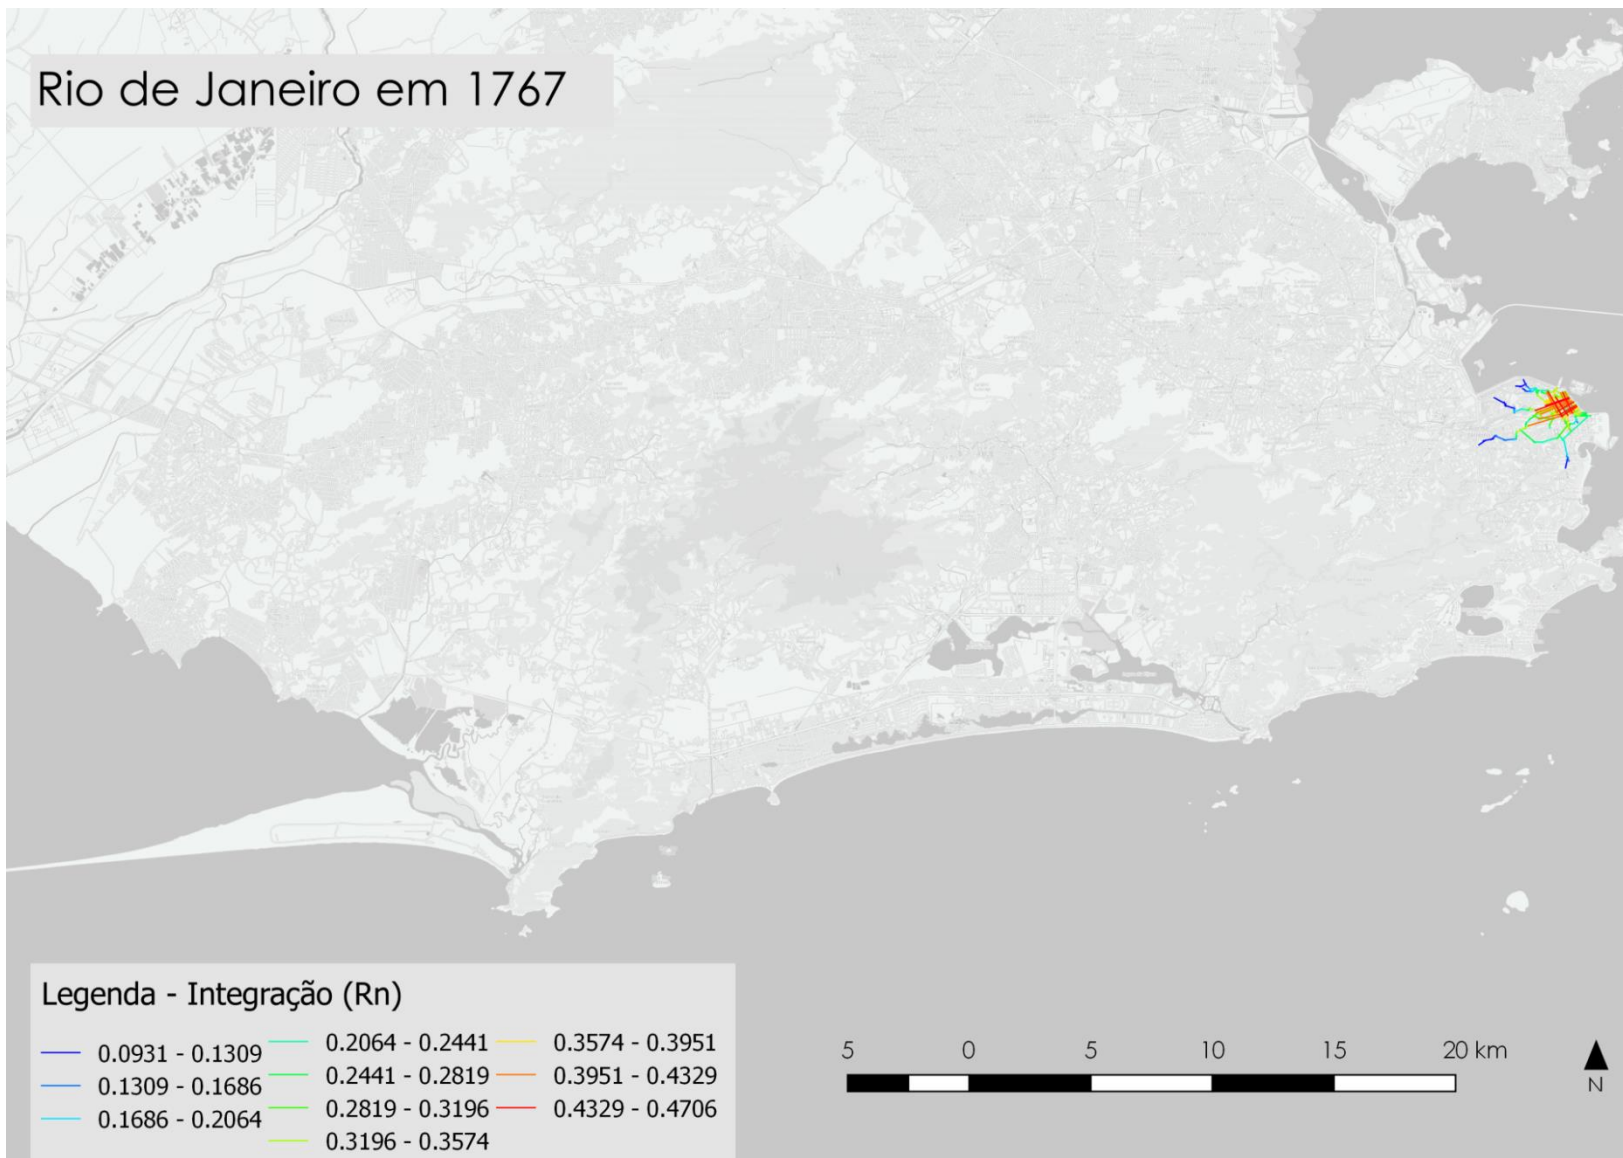 Rio de Janeiro em 1767
Legenda - Integração (Rn)
0.0931 - 0.1309
0.1309 - 0.1686
0.1686 - 0.2064
0.2064 - 0.2441
0.2441 - 0.2819
0.2819 - 0.3196
0.3196 - 0.3574
0.3574 - 0.3951
0.3951 - 0.4329
0.4329 - 0.4706
5 0 5 10 15 20 km
N